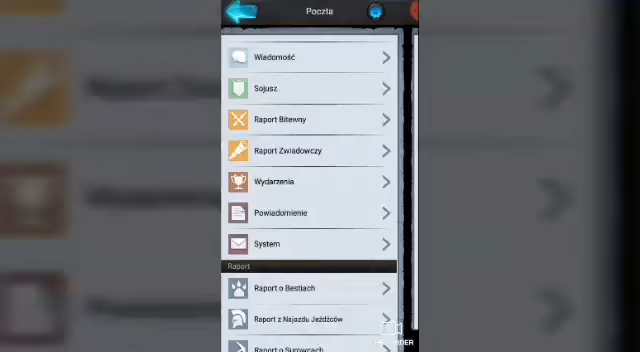 Poczta
Wiadomość
Sojusz
Raport Bitewny
Raport Zwiadowczy
Wydarzenia
Powiadomienie
System
Raport
Raport o Bestiach
Raport z Najazdu Jeźdźców
Raport o Surowcach